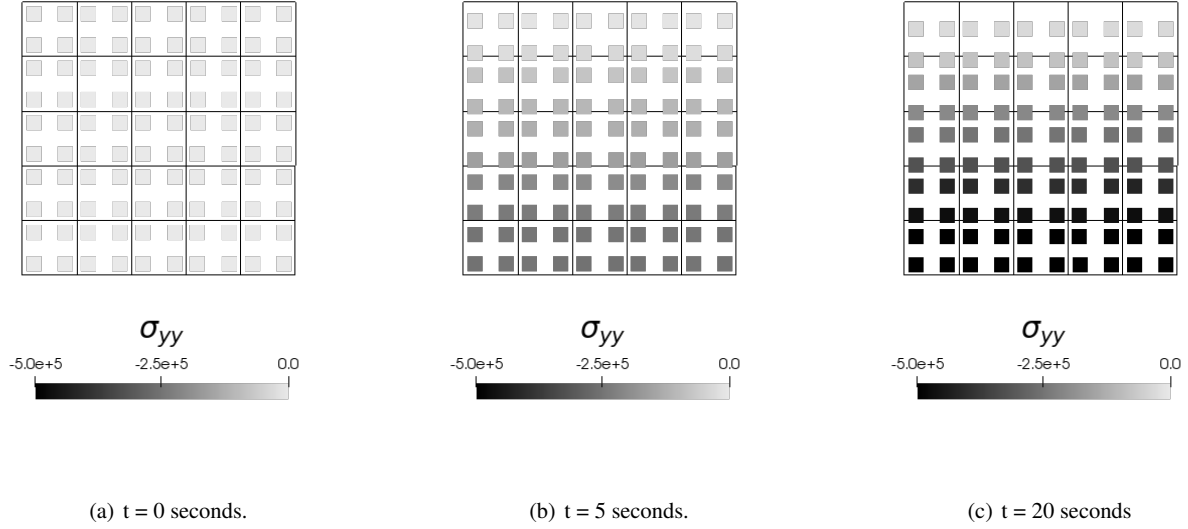 σyy σyy σyy
-5.0e+5 -2.5e+5 0.0 -5.0e+5 -2.5e+5 0.0 -5.0e+5 -2.5e+5 0.0
(a) t = 0 seconds. (b) t = 5 seconds. (c) t = 20 seconds